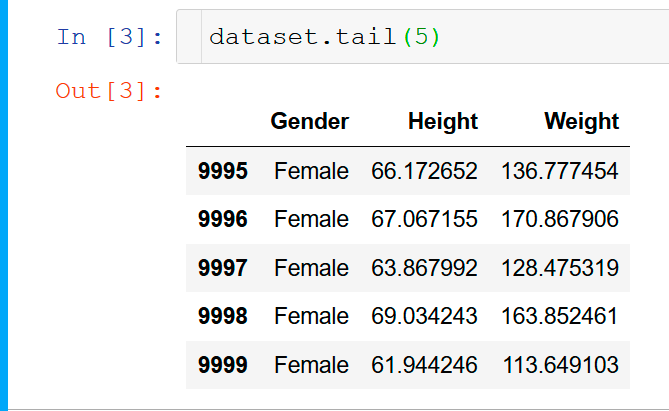 In [3]: dataset.tail(5)
Out[3]:
Gender Height Weight
9995 Female 66.172652 136.777454
9996 Female 67.067155 170.867906
9997 Female 63.867992 128.475319
9998 Female 69.034243 163.852461
9999 Female 61.944246 113.649103